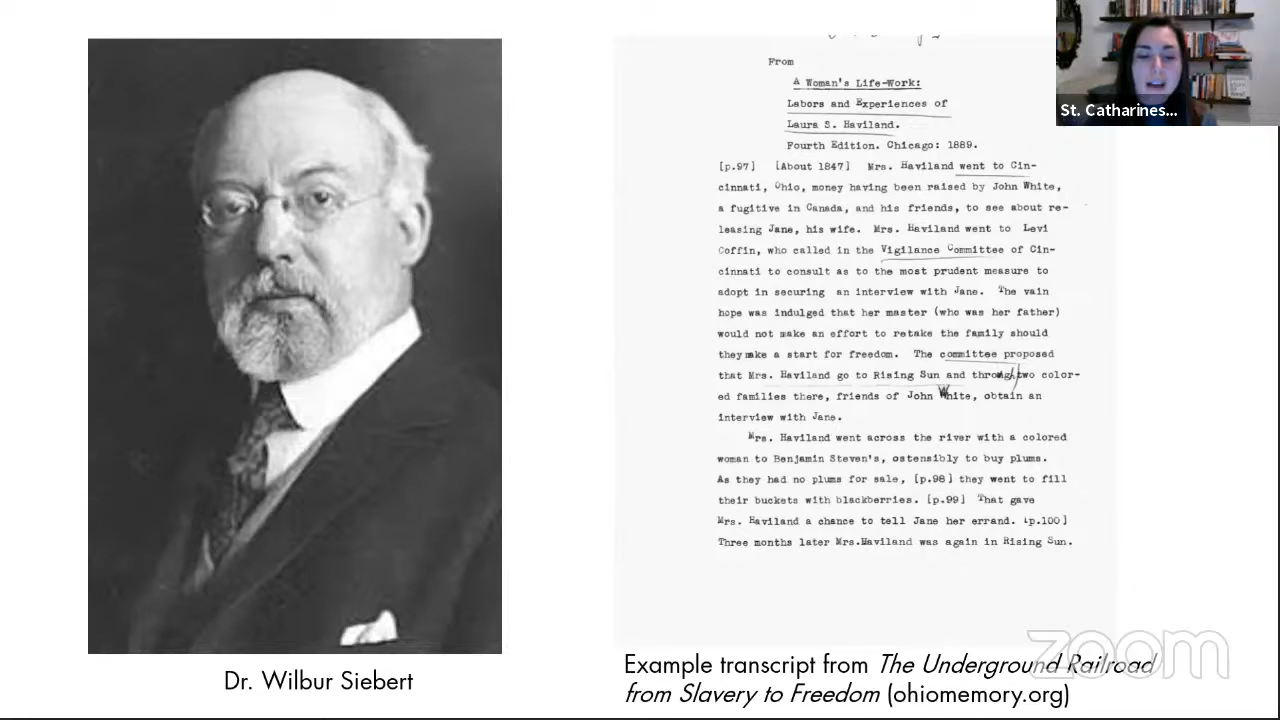 From
A Woman's Life-Work:
Labors and Experiences of
Laura S. Haviland.
Fourth Edition. Chicago: 1889.
[p.97] [About 1847] Mrs. Haviland went to Cin-
cinnati, Ohio, money having been raised by John White,
a fugitive in Canada, and his friends, to see about re-
leasing Jane, his wife. Mrs. Haviland went to Levi
Coffin, who called in the Vigilance Committee of Cin-
cinnati to consult as to the most prudent measure to
adopt in securing an interview with Jane. The vain
hope was indulged that her master (who was her father)
would not make an effort to retake the family should
they make a start for freedom. The committee proposed
that Mrs. Haviland go to Rising Sun and through two color-
ed families there, friends of John White, obtain an
interview with Jane.
Mrs. Haviland went across the river with a colored
woman to Benjamin Steven's, ostensibly to buy plums.
As they had no plums for sale, [p.98] they went to fill
their buckets with blackberries. [p.99] That gave
Mrs. Haviland a chance to tell Jane her errand. [p.100]
Three months later Mrs.Haviland was again in Rising Sun.
St. Catharines...
Dr. Wilbur Siebert
Example transcript from The Underground Railroad
from Slavery to Freedom (ohiomemory.org)
zoom